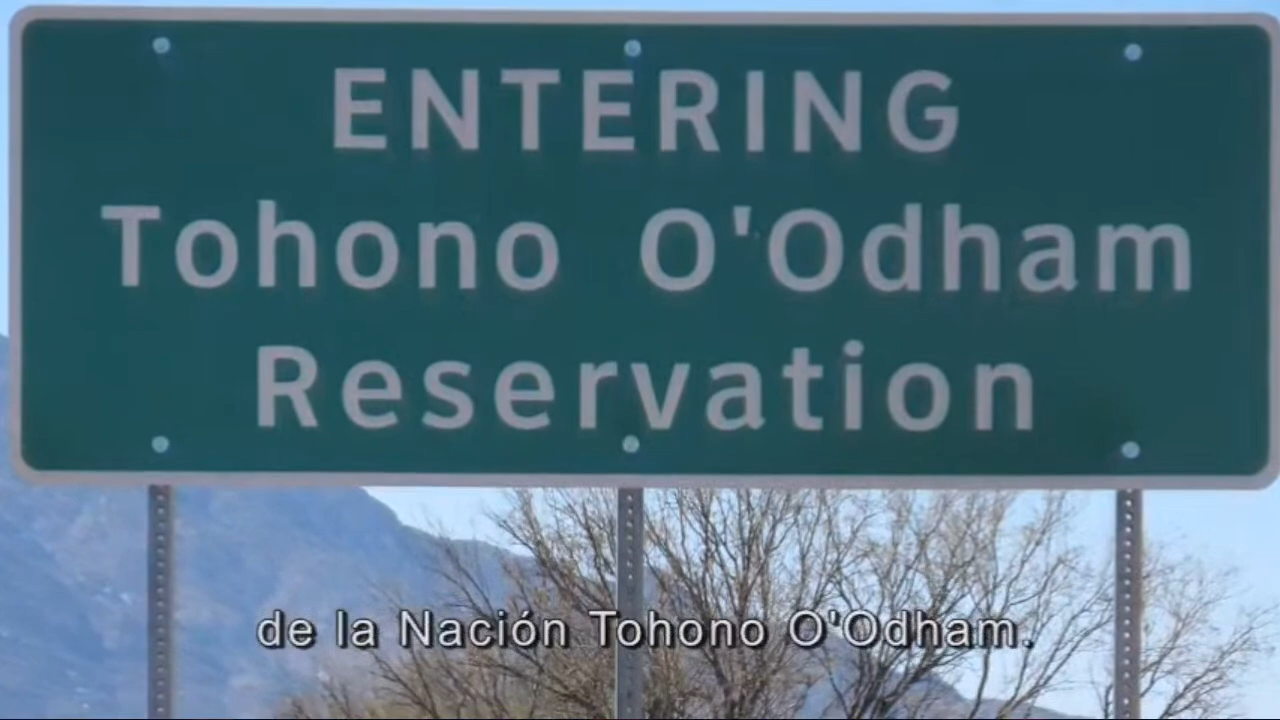 ENTERING
Tohono O'Odham
Reservation
de la Nación Tohono O'Odham.